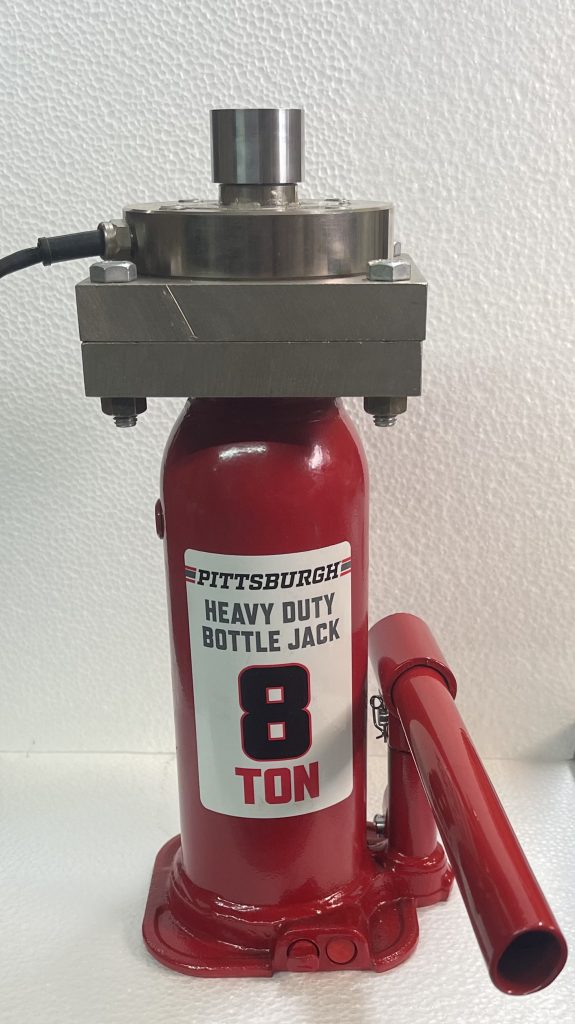 PITTSBURGH
HEAVY DUTY
BOTTLE JACK
8
TON